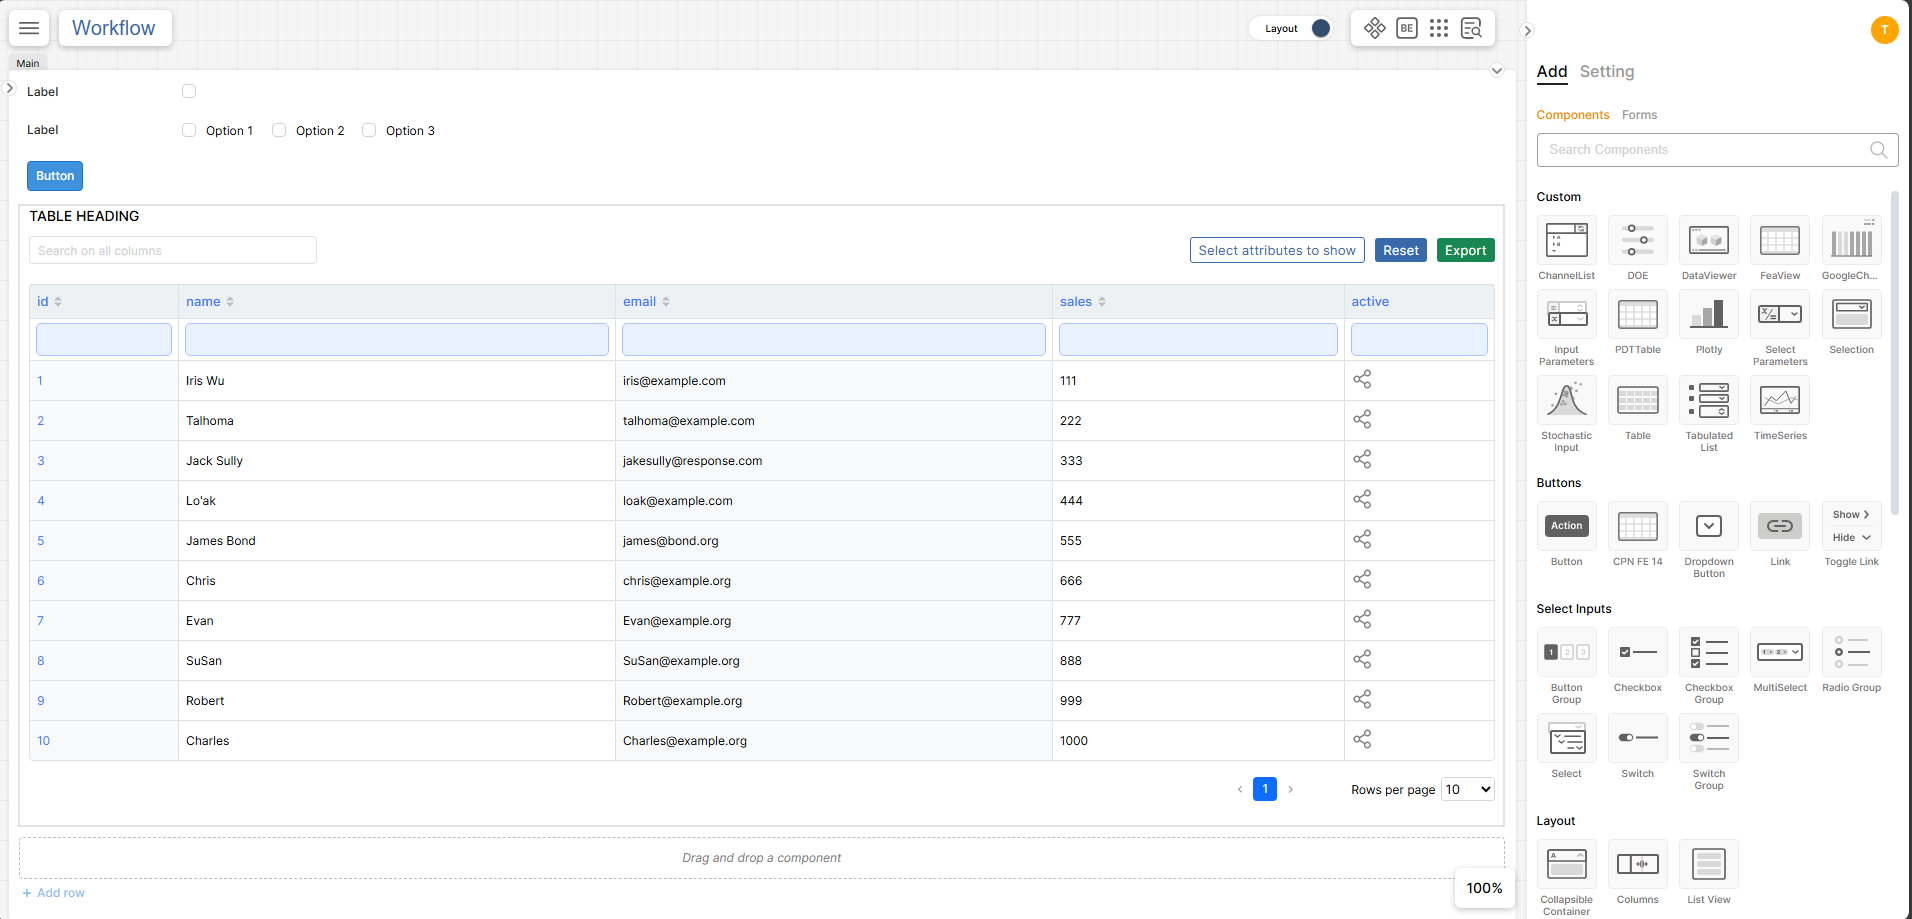 Workflow
Layout
BE
T
Main
Label
Label
Option 1 Option 2 Option 3
Button
TABLE HEADING
Search on all columns
Select attributes to show Reset Export
id name email sales active
1 Iris Wu iris@example.com 111
2 Talhoma talhoma@example.com 222
3 Jack Sully jakesully@response.com 333
4 Lo'ak loak@example.com 444
5 James Bond james@bond.org 555
6 Chris chris@example.org 666
7 Evan Evan@example.org 777
8 SuSan SuSan@example.org 888
9 Robert Robert@example.org 999
10 Charles Charles@example.org 1000
1 Rows per page 10
Drag and drop a component
+ Add row
100%
Add Setting
Components Forms
Search Components
Custom
ChannelList DOE DataViewer FeaView GoogleCh...
Input Parameters PDTTable Plotly Select Parameters Selection
Stochastic Input Table Tabulated List TimeSeries
Buttons
Action
Show
Hide
Button CPN FE 14 Dropdown Button Link Toggle Link
Select Inputs
1 2 3
Button Group Checkbox Checkbox Group MultiSelect Radio Group
Select Switch Switch Group
Layout
Collapsible Container Columns List View